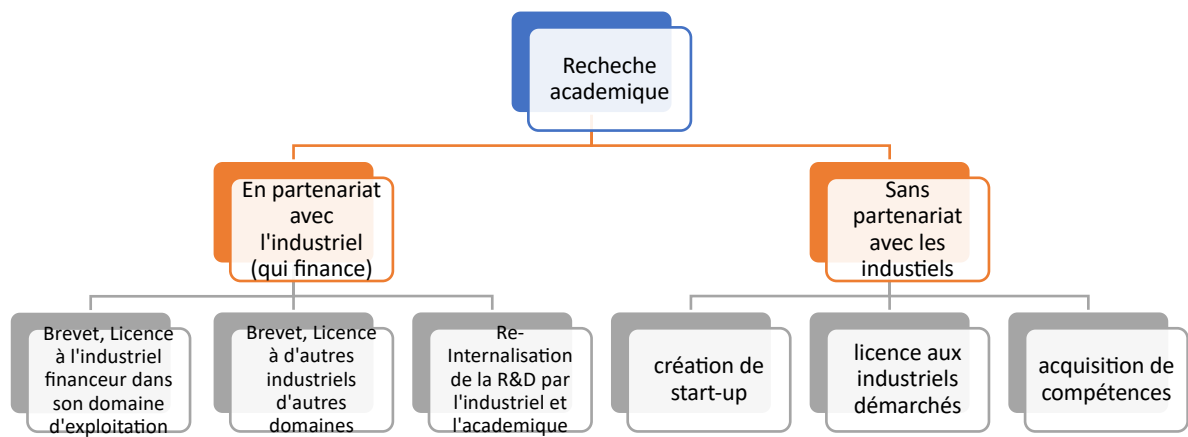 Recheche
academique
En partenariat
avec
l'industriel
(qui finance)
Sans
partenariat
avec les
industiels
Brevet, Licence
à l'industriel
financeur dans
son domaine
d'exploitation
Brevet, Licence
à d'autres
industriels
d'autres
domaines
Re-
Internalisation
de la R&D par
l'industriel et
l'académique
création de
start-up
licence aux
industriels
démarchés
acquisition de
compétences